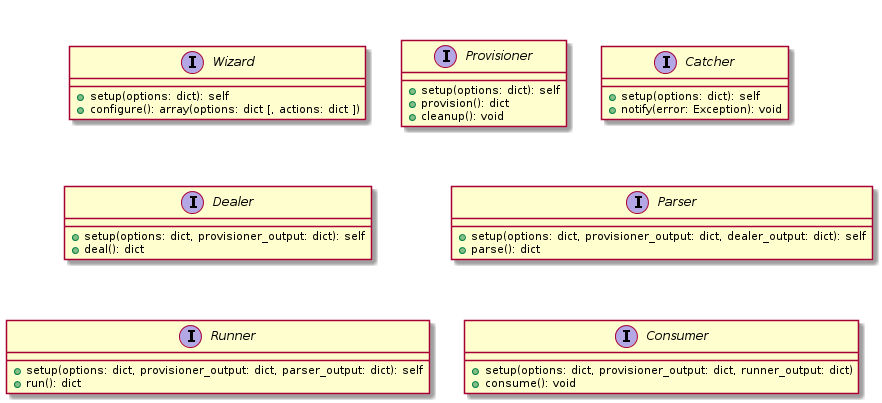 I Wizard
setup(options: dict): self
configure(): array(options: dict [, actions: dict ])
I Provisioner
setup(options: dict): self
provision(): dict
cleanup(): void
I Catcher
setup(options: dict): self
notify(error: Exception): void
I Dealer
setup(options: dict, provisioner_output: dict): self
deal(): dict
I Parser
setup(options: dict, provisioner_output: dict, dealer_output: dict): self
parse(): dict
I Runner
setup(options: dict, provisioner_output: dict, parser_output: dict): self
run(): dict
I Consumer
setup(options: dict, provisioner_output: dict, runner_output: dict)
consume(): void